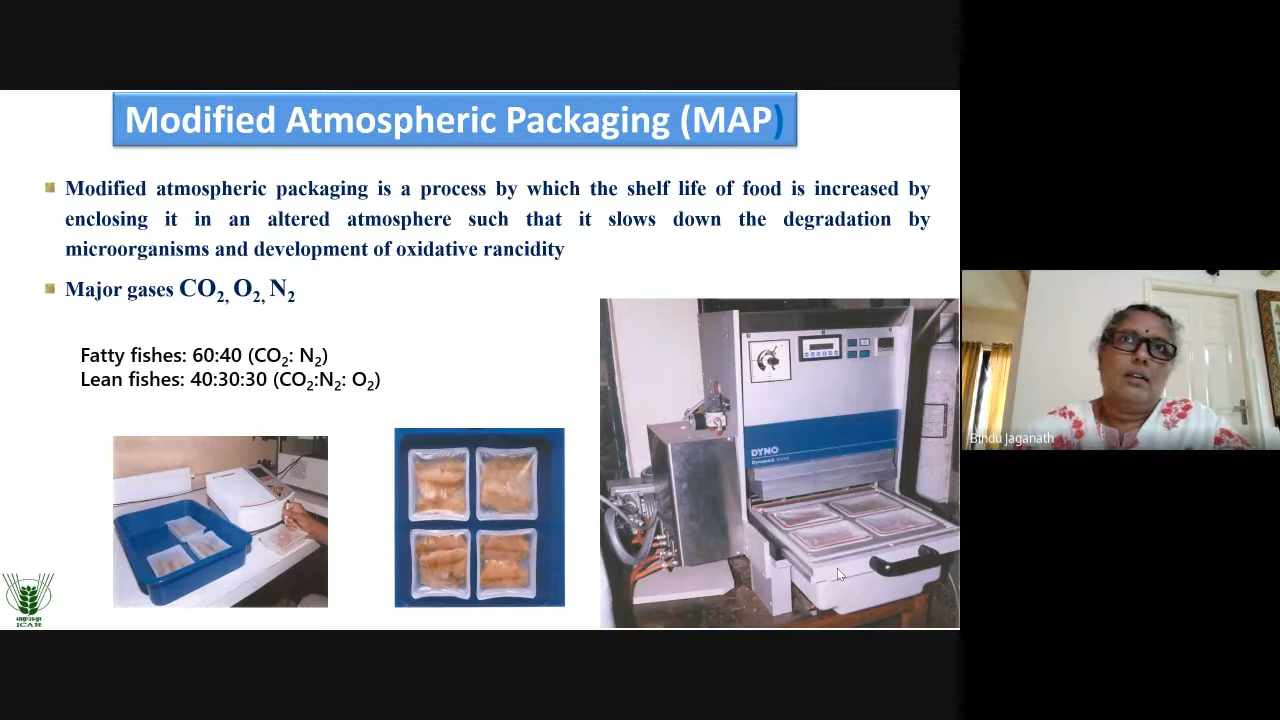 Modified Atmospheric Packaging (MAP)
Modified atmospheric packaging is a process by which the shelf life of food is increased by
enclosing it in an altered atmosphere such that it slows down the degradation by
microorganisms and development of oxidative rancidity
Major gases CO₂, O₂, N₂
Fatty fishes: 60:40 (CO₂: N₂)
Lean fishes: 40:30:30 (CO₂:N₂: O₂)
DYNO
ICAR
Bindu Jaganath